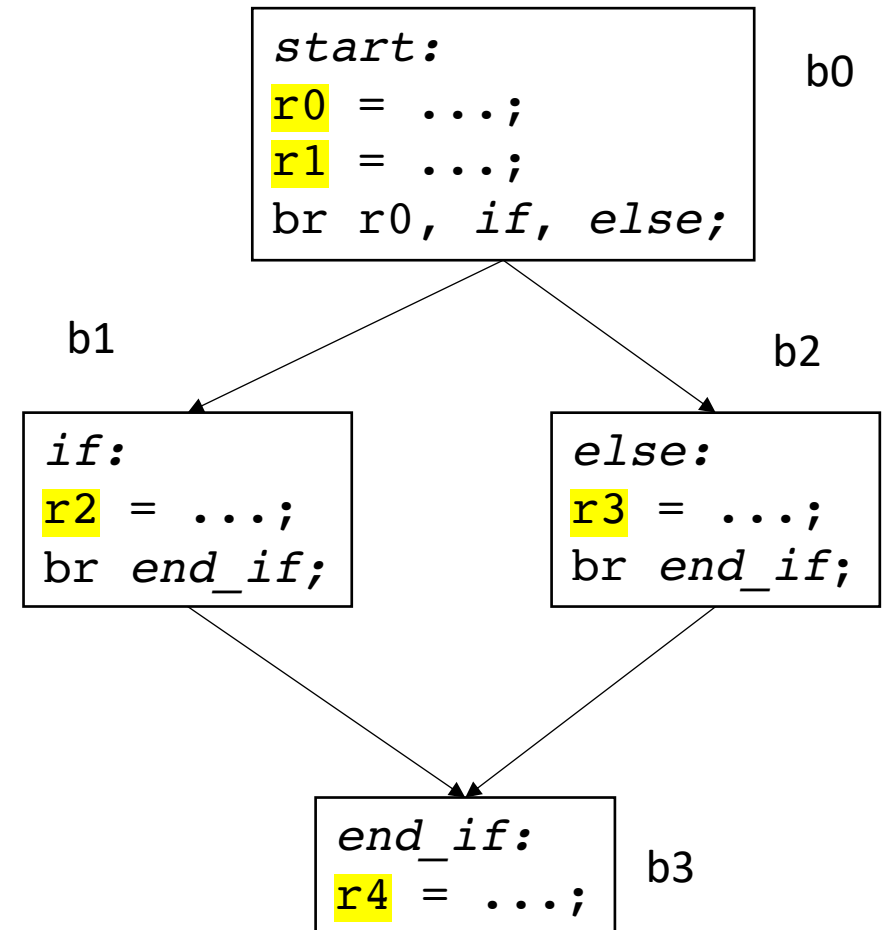 start:
r0 = ...;
r1 = ...;
br r0, if, else;
b0
b1
b2
if:
r2 = ...;
br end_if;
else:
r3 = ...;
br end_if;
end_if:
r4 = ...;
b3